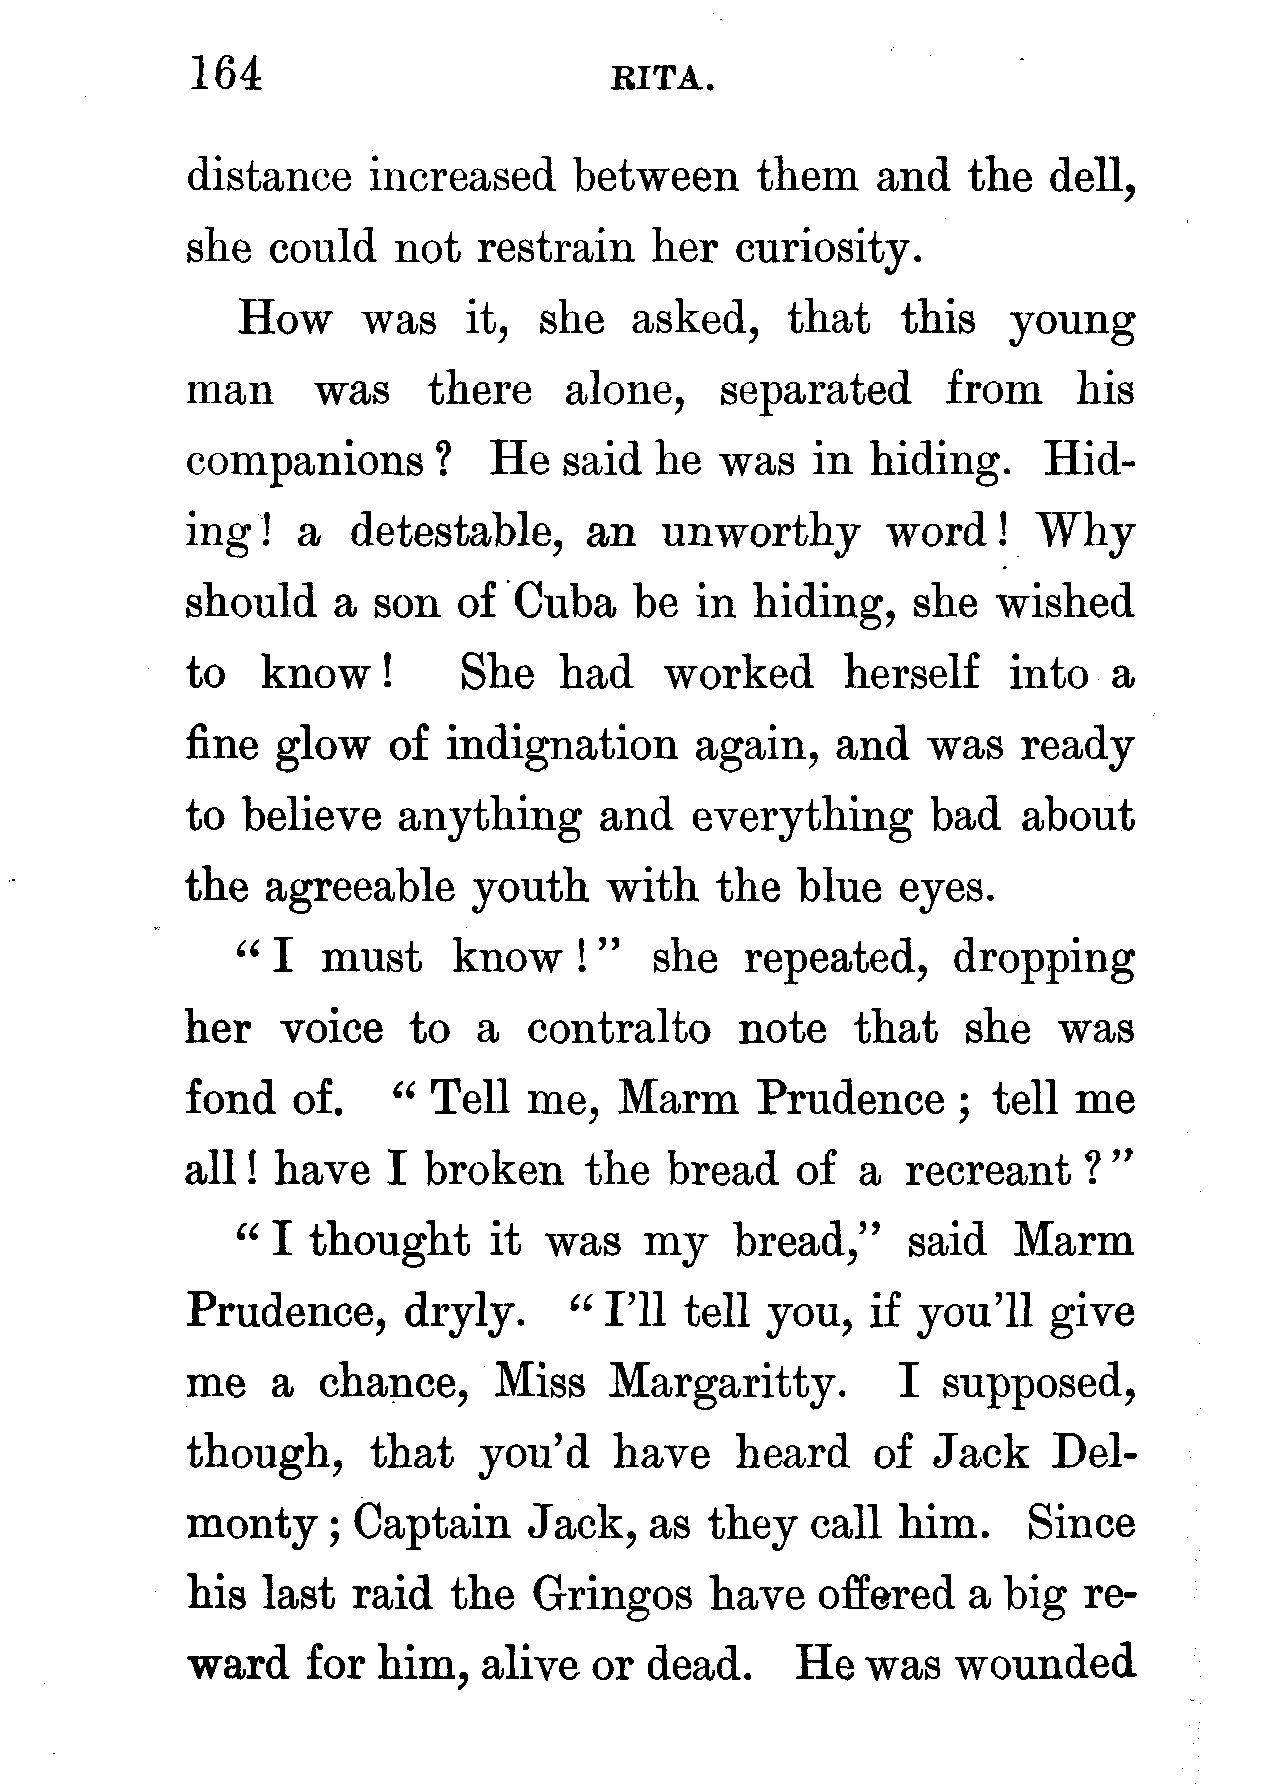 164 RITA.
distance increased between them and the dell,
she could not restrain her curiosity.
How was it, she asked, that this young
man was there alone, separated from his
companions? He said he was in hiding. Hid-
ing! a detestable, an unworthy word! Why
should a son of Cuba be in hiding, she wished
to know! She had worked herself into a
fine glow of indignation again, and was ready
to believe anything and everything bad about
the agreeable youth with the blue eyes.
"I must know!" she repeated, dropping
her voice to a contralto note that she was
fond of. "Tell me, Marm Prudence; tell me
all! have I broken the bread of a recreant?"
"I thought it was my bread," said Marm
Prudence, dryly. "I'll tell you, if you'll give
me a chance, Miss Margaritty. I supposed,
though, that you'd have heard of Jack Del-
monty; Captain Jack, as they call him. Since
his last raid the Gringos have offered a big re-
ward for him, alive or dead. He was wounded